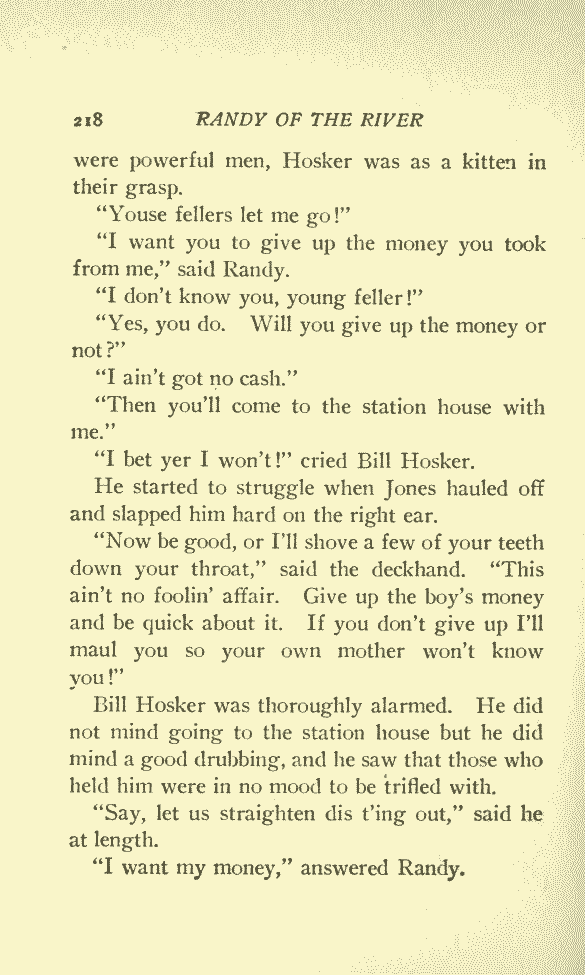 218 RANDY OF THE RIVER
were powerful men, Hosker was as a kitten in
their grasp.
"Youse fellers let me go!"
"I want you to give up the money you took
from me," said Randy.
"I don't know you, young feller!"
"Yes, you do. Will you give up the money or
not?"
"I ain't got no cash."
"Then you'll come to the station house with
me."
"I bet yer I won't!" cried Bill Hosker.
He started to struggle when Jones hauled off
and slapped him hard on the right ear.
"Now be good, or I'll shove a few of your teeth
down your throat," said the deckhand. "This
ain't no foolin' affair. Give up the boy's money
and be quick about it. If you don't give up I'll
maul you so your own mother won't know
you!"
Bill Hosker was thoroughly alarmed. He did
not mind going to the station house but he did
mind a good drubbing, and he saw that those who
held him were in no mood to be trifled with.
"Say, let us straighten dis t'ing out," said he
at length.
"I want my money," answered Randy.